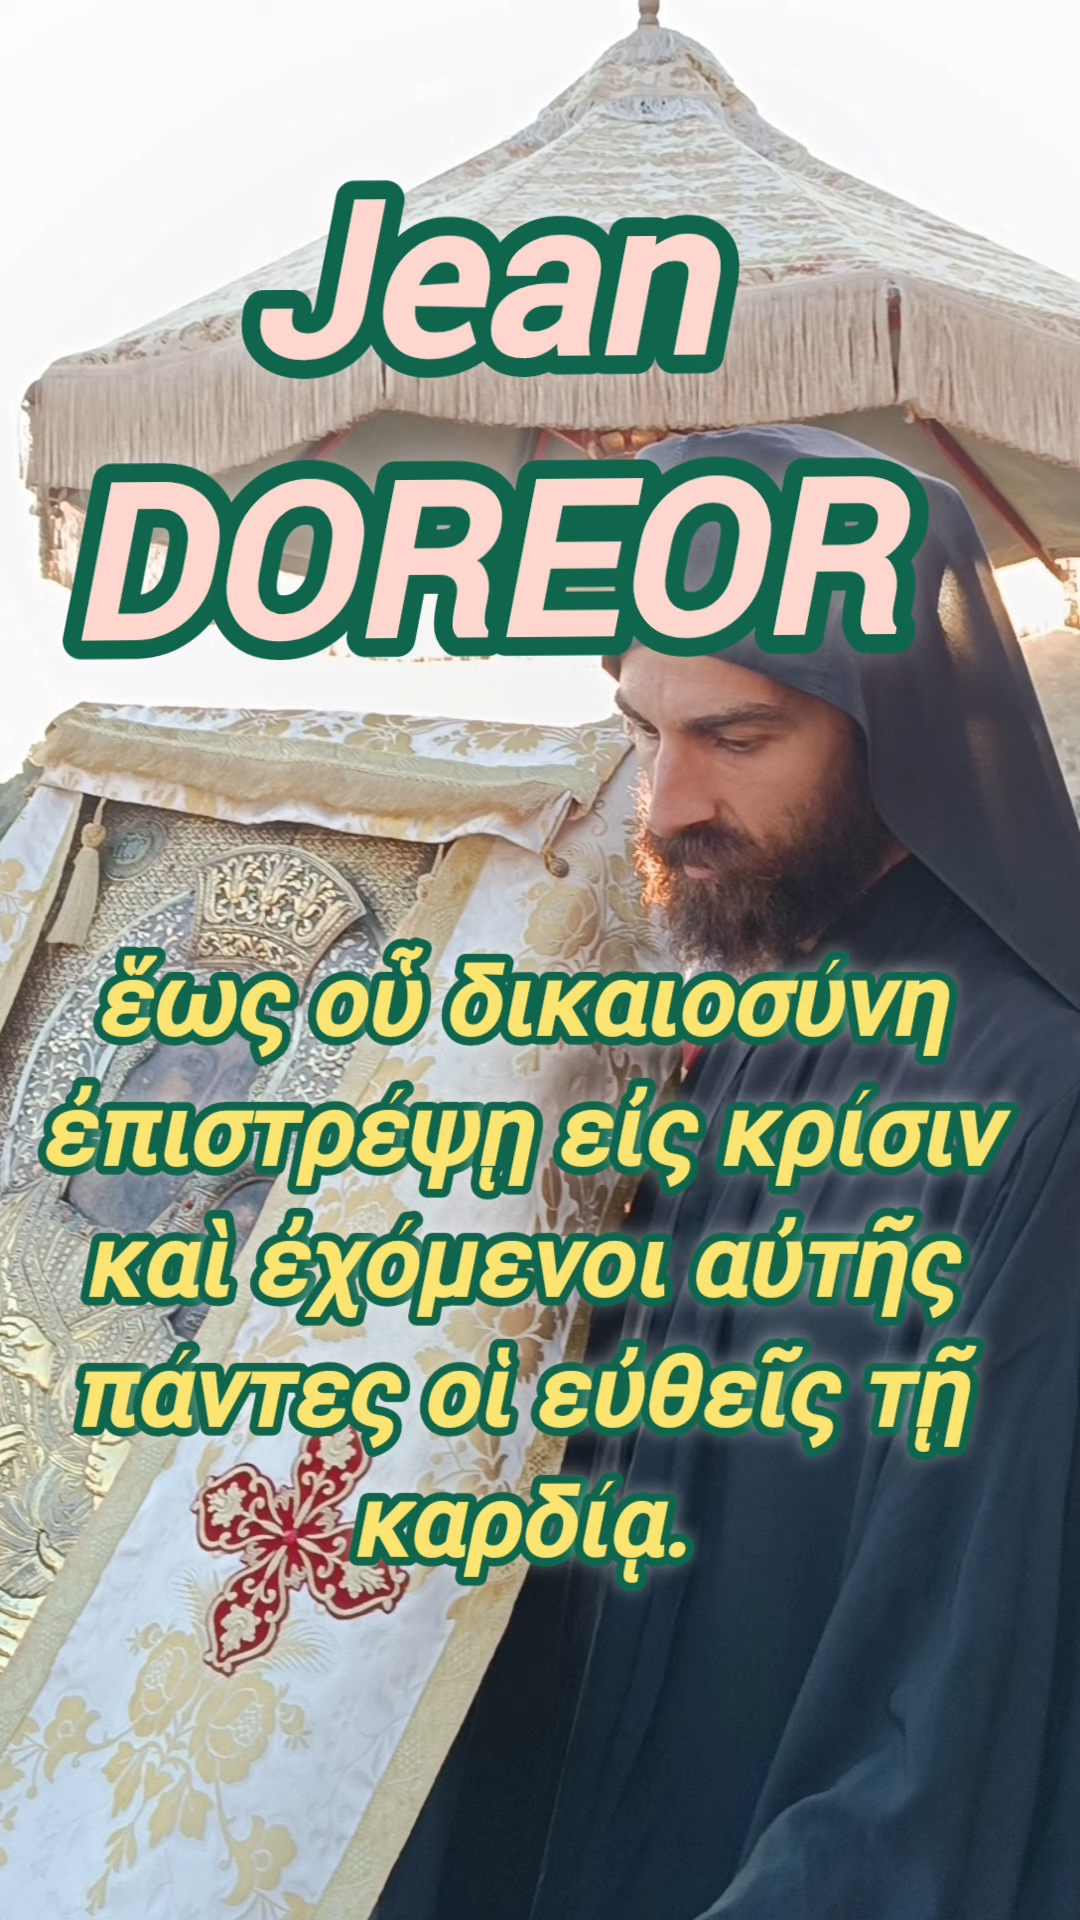 Jean
DOREOR
ἕως οὗ δικαιοσύνη
ἐπιστρέψῃ εἰς κρίσιν
καὶ ἐχόμενοι αὐτῆς
πάντες οἱ εὐθεῖς τῇ
καρδίᾳ.